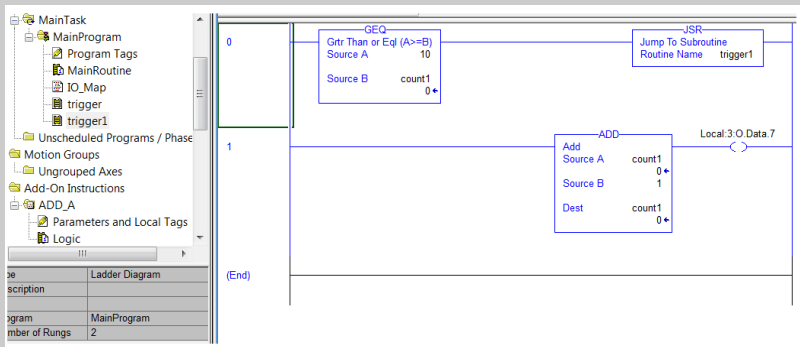 MainTask
MainProgram
Program Tags
MainRoutine
IO_Map
trigger
trigger1
Unscheduled Programs / Phase
Motion Groups
Ungrouped Axes
Add-On Instructions
ADD_A
Parameters and Local Tags
Logic
pe Ladder Diagram
scription
ogram MainProgram
mber of Rungs 2
0
GEQ
Grtr Than or Eql (A>=B)
Source A 10
Source B count1
0
JSR
Jump To Subroutine
Routine Name trigger1
1
ADD
Add
Source A count1
0
Source B 1
Dest count1
0
Local:3:O.Data.7
(End)